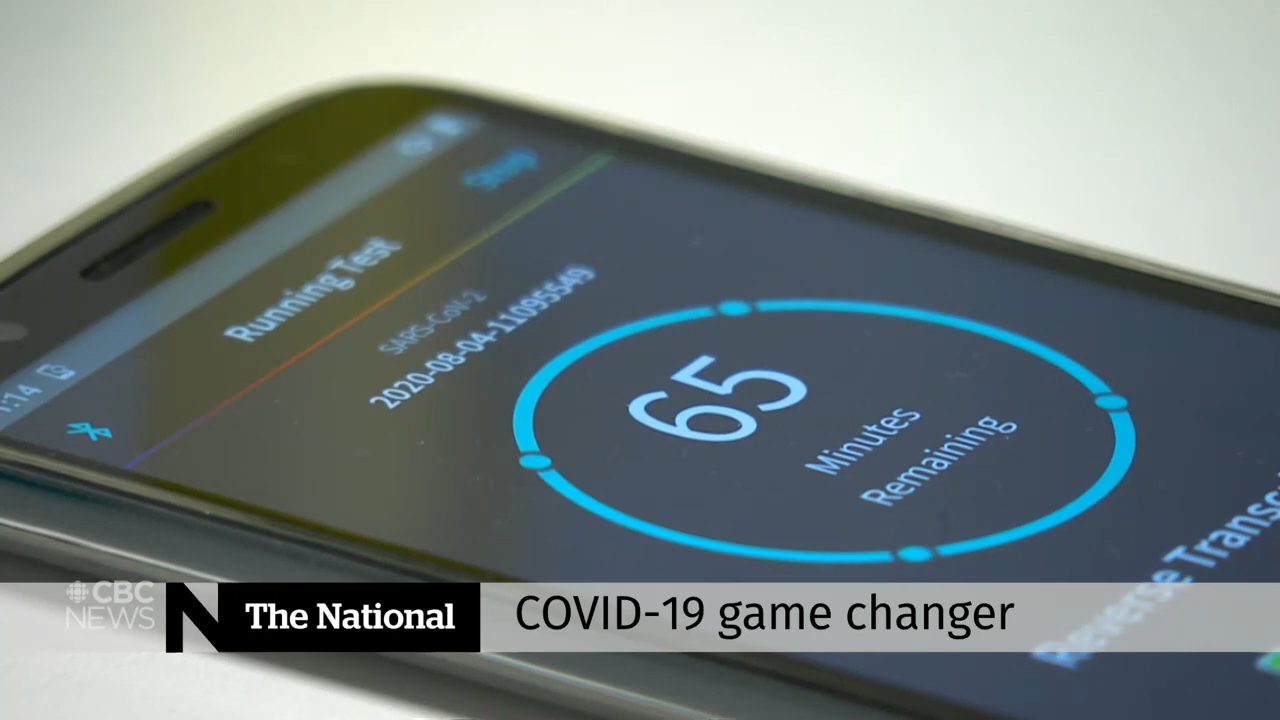 Stop
Running Test
SARS-CoV-2
2020-08-04-11095549
65
Minutes
Remaining
Reverse
CBC
NEWS
The National
COVID-19 game changer